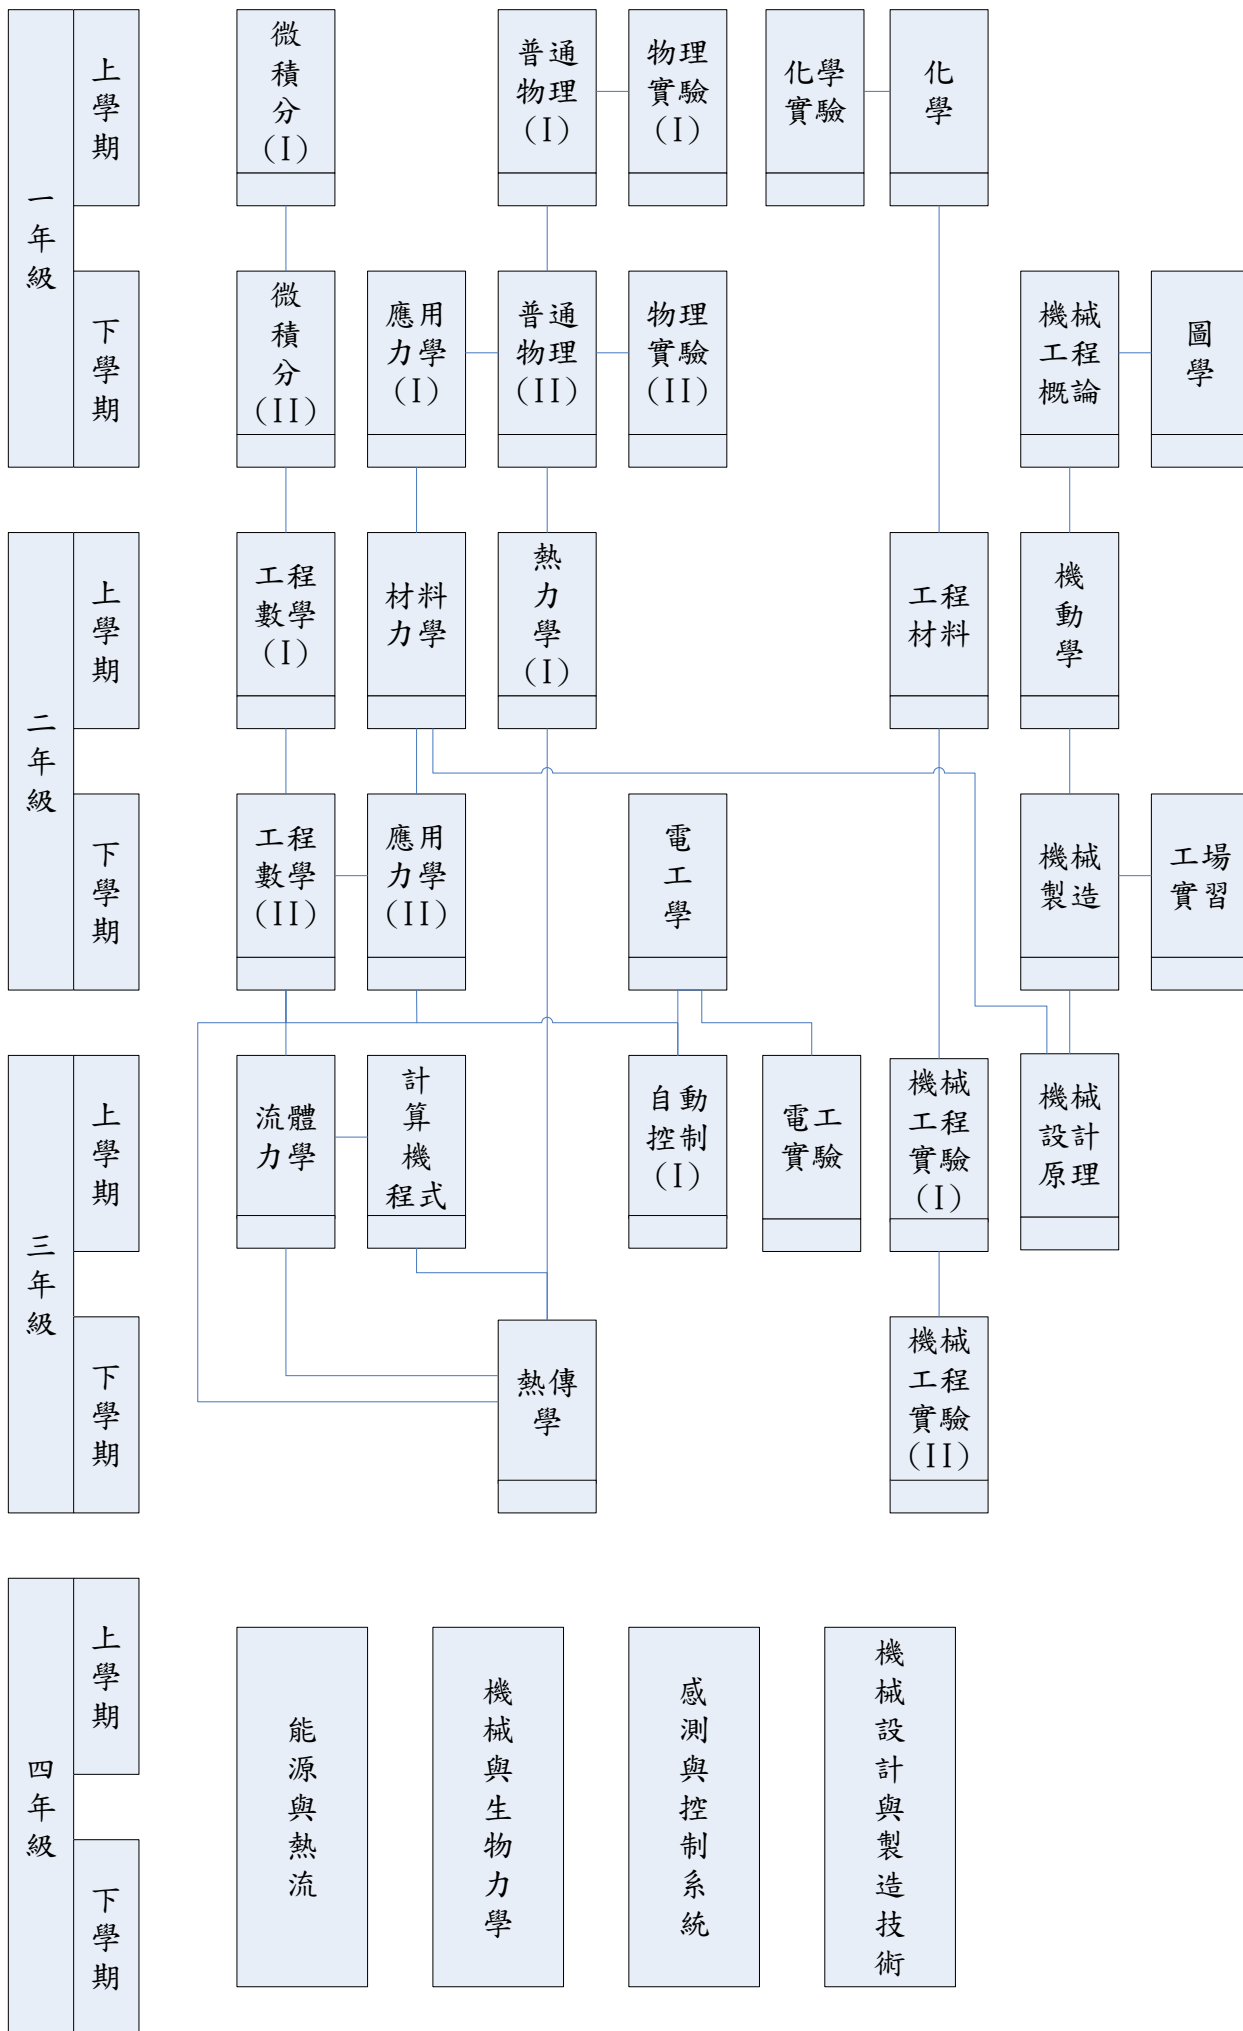 一年級
上學期
微積分
(I)
普通
物理
(I)
物理
實驗
(I)
化學
實驗
化學
下學期
微積分
(II)
應用
力學
(I)
普通
物理
(II)
物理
實驗
(II)
機械
工程
概論
圖學
二年級
上學期
工程
數學
(I)
材料
力學
熱力學
(I)
工程
材料
機動學
下學期
工程
數學
(II)
應用
力學
(II)
電工學
機械
製造
工場
實習
三年級
上學期
流體
力學
計算機
程式
自動
控制
(I)
電工
實驗
機械
工程
實驗
(I)
機械
設計
原理
下學期
熱傳
學
機械
工程
實驗
(II)
四年級
上學期
下學期
能源與熱流
機械與生物力學
感測與控制系統
機械設計與製造技術